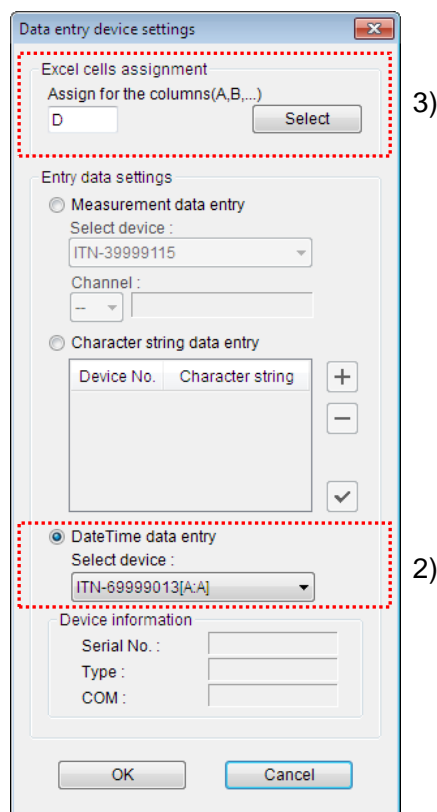 Data entry device settings
Excel cells assignment
Assign for the columns(A,B,...)
D
Select
3)
Entry data settings
Measurement data entry
Select device :
ITN-39999115
Channel :
--
Character string data entry
Device No. Character string
DateTime data entry
Select device :
ITN-69999013[A:A]
2)
Device information
Serial No. :
Type :
COM :
OK Cancel